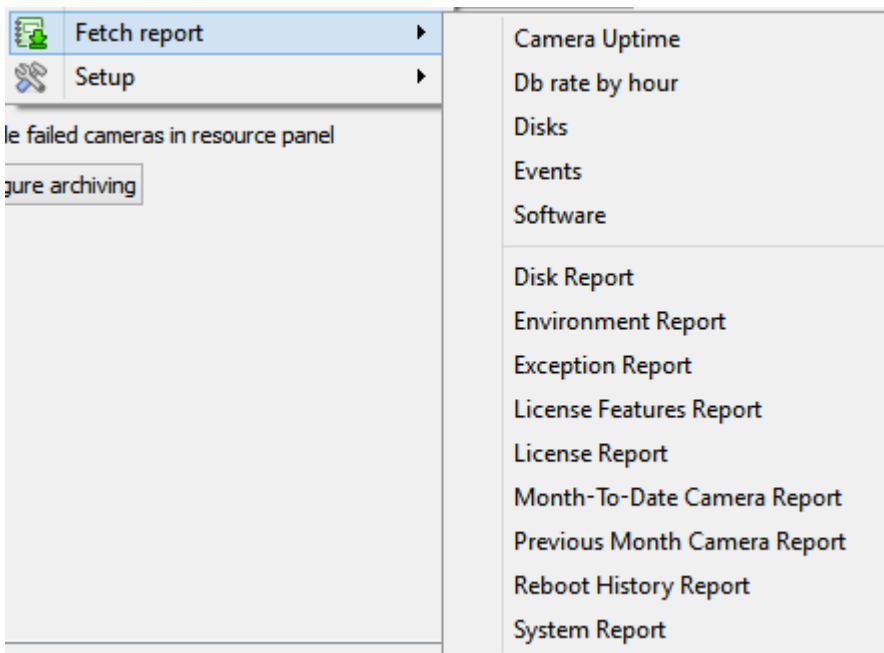 Fetch report
Setup
failed cameras in resource panel
archiving
Camera Uptime
Db rate by hour
Disks
Events
Software
Disk Report
Environment Report
Exception Report
License Features Report
License Report
Month-To-Date Camera Report
Previous Month Camera Report
Reboot History Report
System Report